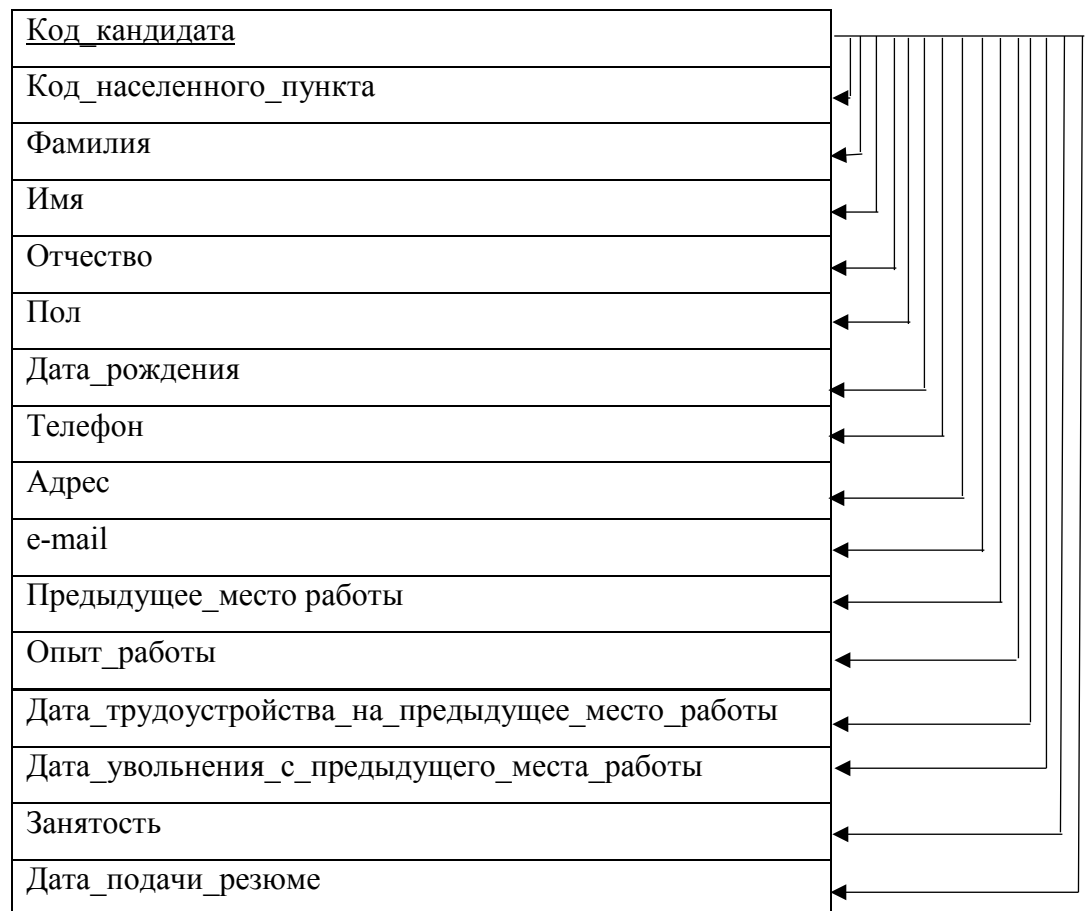 Код_кандидата
Код_населенного_пункта
Фамилия
Имя
Отчество
Пол
Дата_рождения
Телефон
Адрес
e-mail
Предыдущее_место работы
Опыт_работы
Дата_трудоустройства_на_предыдущее_место_работы
Дата_увольнения_с_предыдущего_места_работы
Занятость
Дата_подачи_резюме